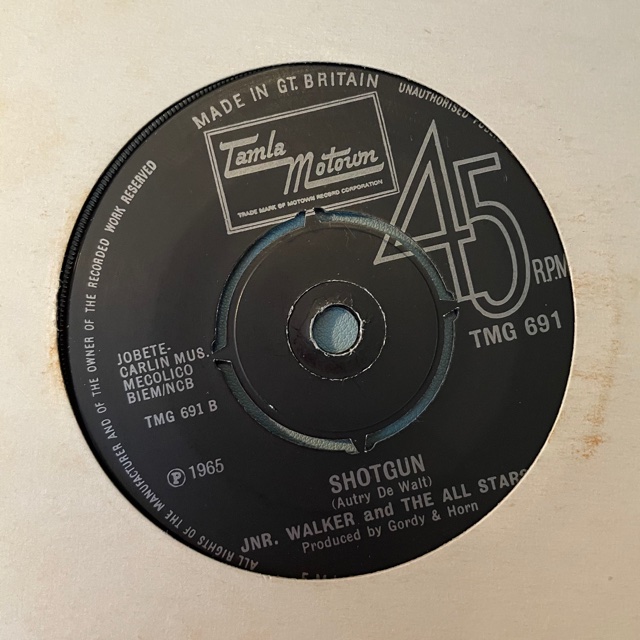 MADE IN GT. BRITAIN
UNAUTHORISED
Tamla
Motown
TRADE MARK OF MOTOWN RECORD CORPORATION
45
R.P.M
TMG 691
ALL RIGHTS OF THE MANUFACTURER AND OF THE OWNER OF THE RECORDED WORK RESERVED
JOBETE-
CARLIN MUS.
MECOLICO
BIEM/NCB
TMG 691 B
Ⓟ 1965
SHOTGUN
(Autry De Walt)
JNR. WALKER and THE ALL STARS
Produced by Gordy & Horn